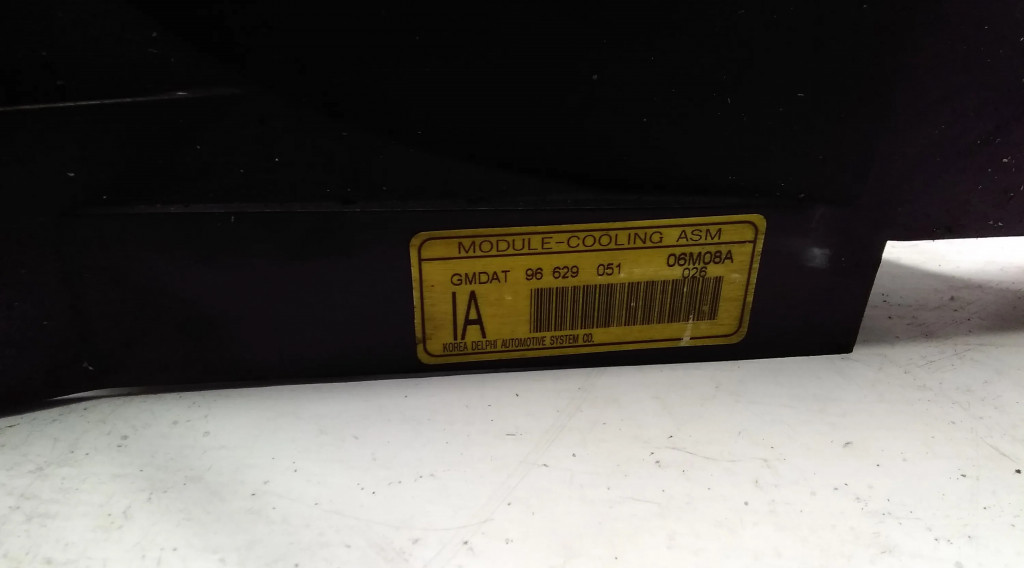 MODULE-COOLING ASM
GMDAT 96 629 051 06M08A
026
IA
KOREA DELPHI AUTOMOTIVE SYSTEM CO.